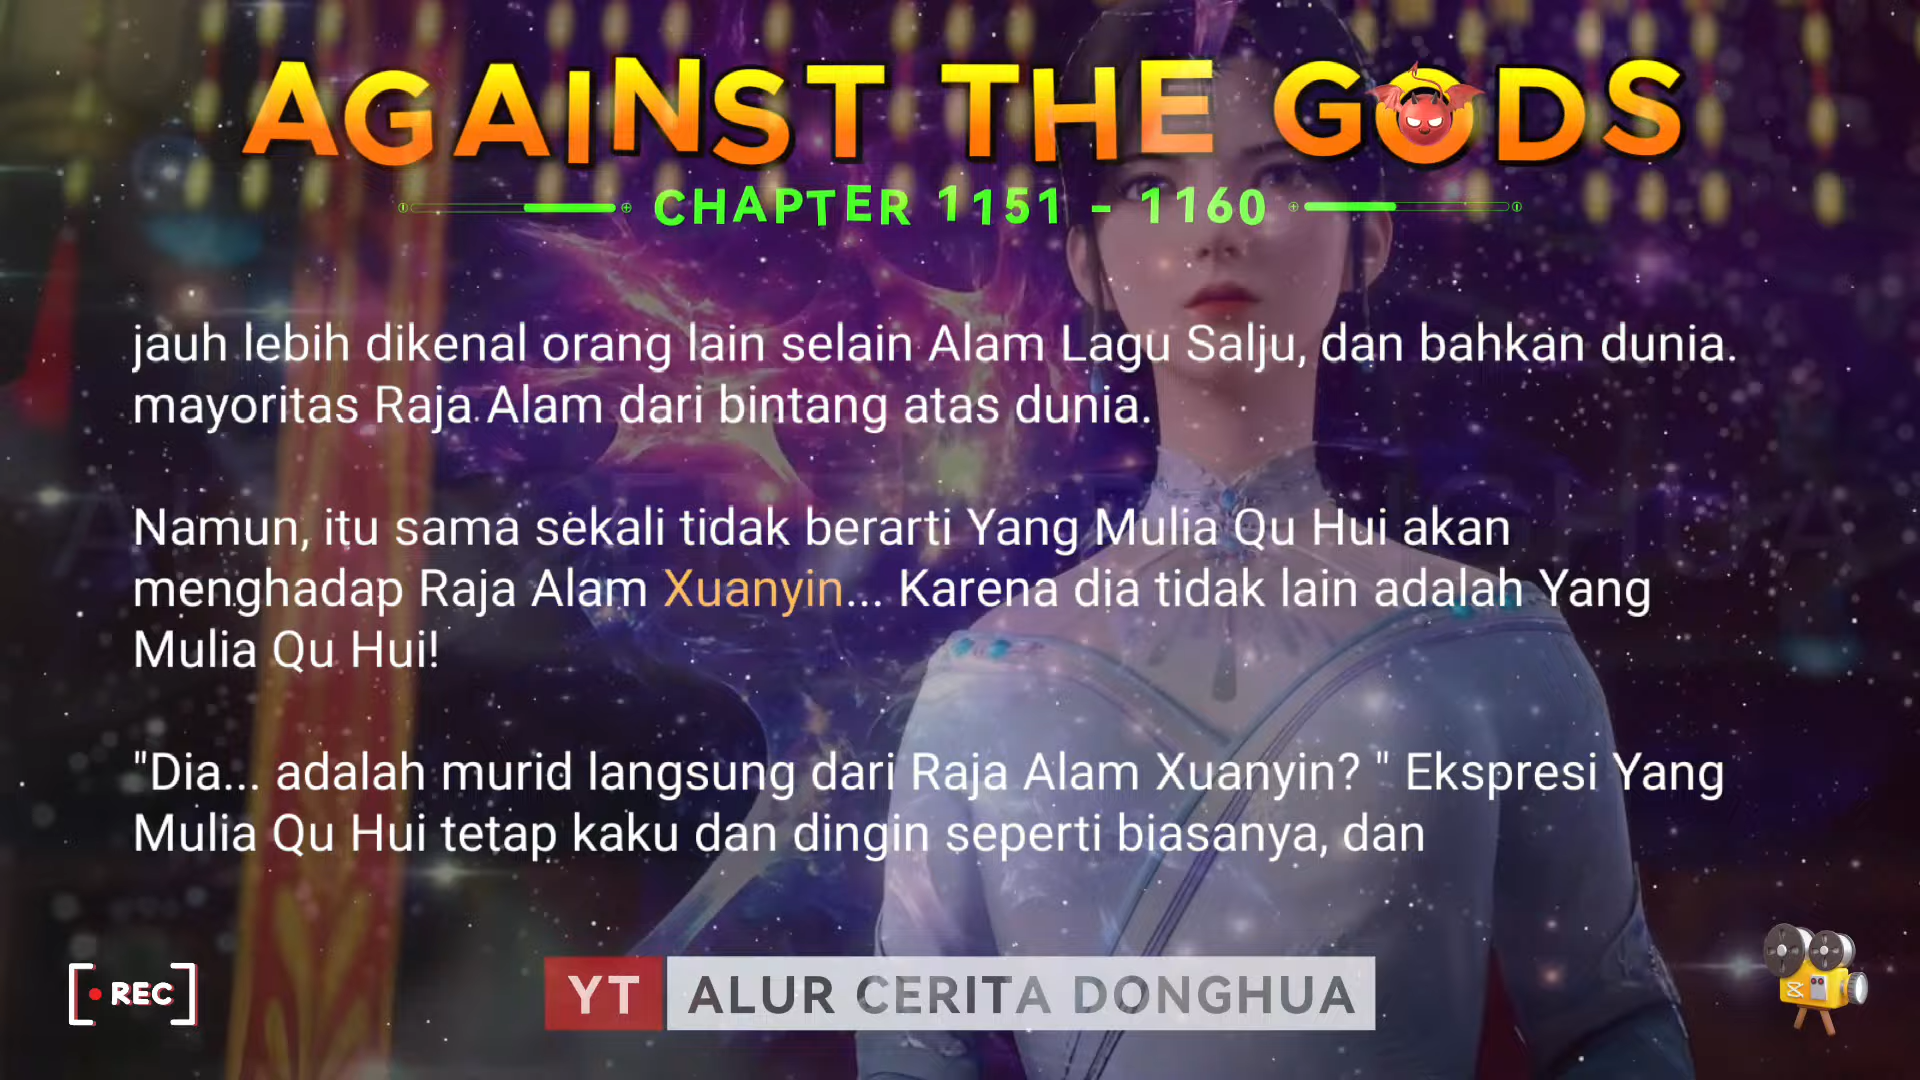 AGAINST THE GODS
CHAPTER 1151 - 1160
jauh lebih dikenal orang lain selain Alam Lagu Salju, dan bahkan dunia.
mayoritas Raja Alam dari bintang atas dunia.
Namun, itu sama sekali tidak berarti Yang Mulia Qu Hui akan
menghadap Raja Alam Xuanyin... Karena dia tidak lain adalah Yang
Mulia Qu Hui!
"Dia... adalah murid langsung dari Raja Alam Xuanyin? " Ekspresi Yang
Mulia Qu Hui tetap kaku dan dingin seperti biasanya, dan
REC
YT ALUR CERITA DONGHUA